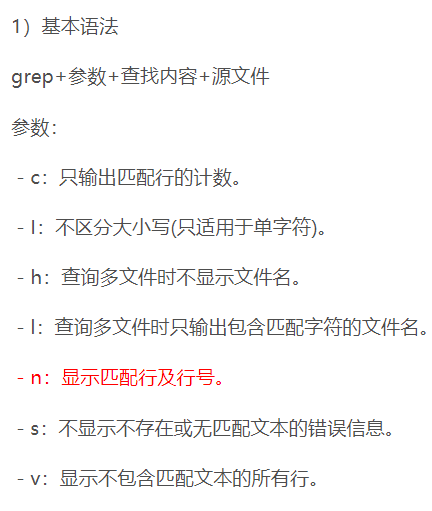 1）基本语法
grep+参数+查找内容+源文件
参数：
－c：只输出匹配行的计数。
－I：不区分大小写(只适用于单字符)。
－h：查询多文件时不显示文件名。
－l：查询多文件时只输出包含匹配字符的文件名。
－n：显示匹配行及行号。
－s：不显示不存在或无匹配文本的错误信息。
－v：显示不包含匹配文本的所有行。